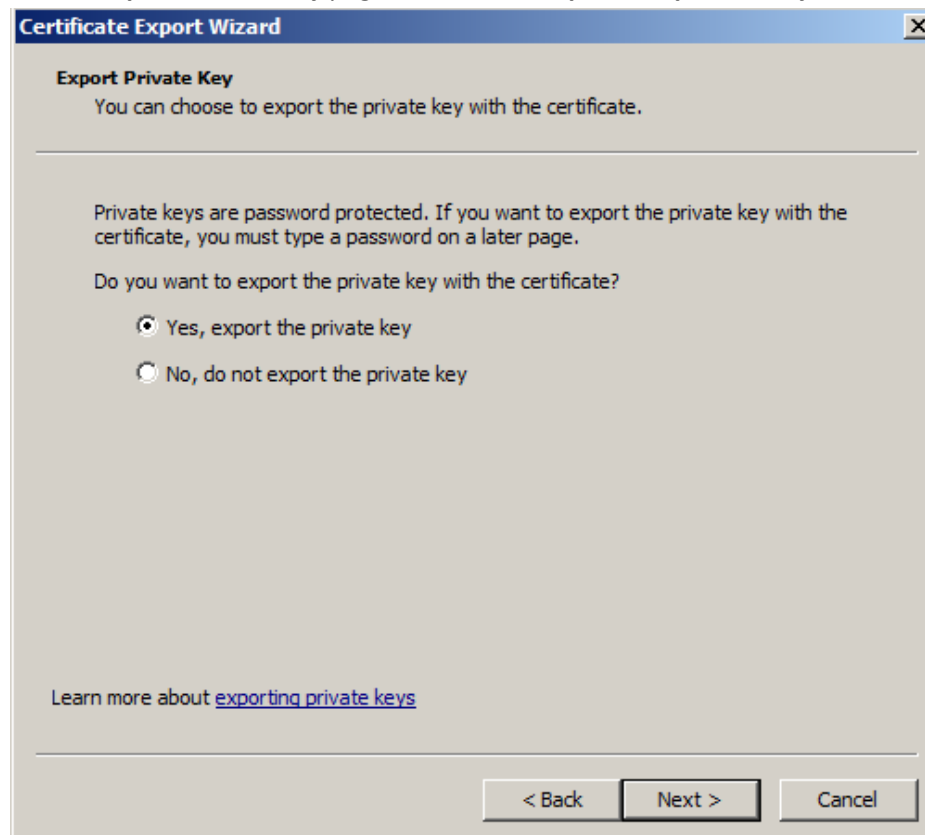 Certificate Export Wizard
Export Private Key
You can choose to export the private key with the certificate.
Private keys are password protected. If you want to export the private key with the
certificate, you must type a password on a later page.
Do you want to export the private key with the certificate?
Yes, export the private key
No, do not export the private key
Learn more about exporting private keys
< Back Next > Cancel